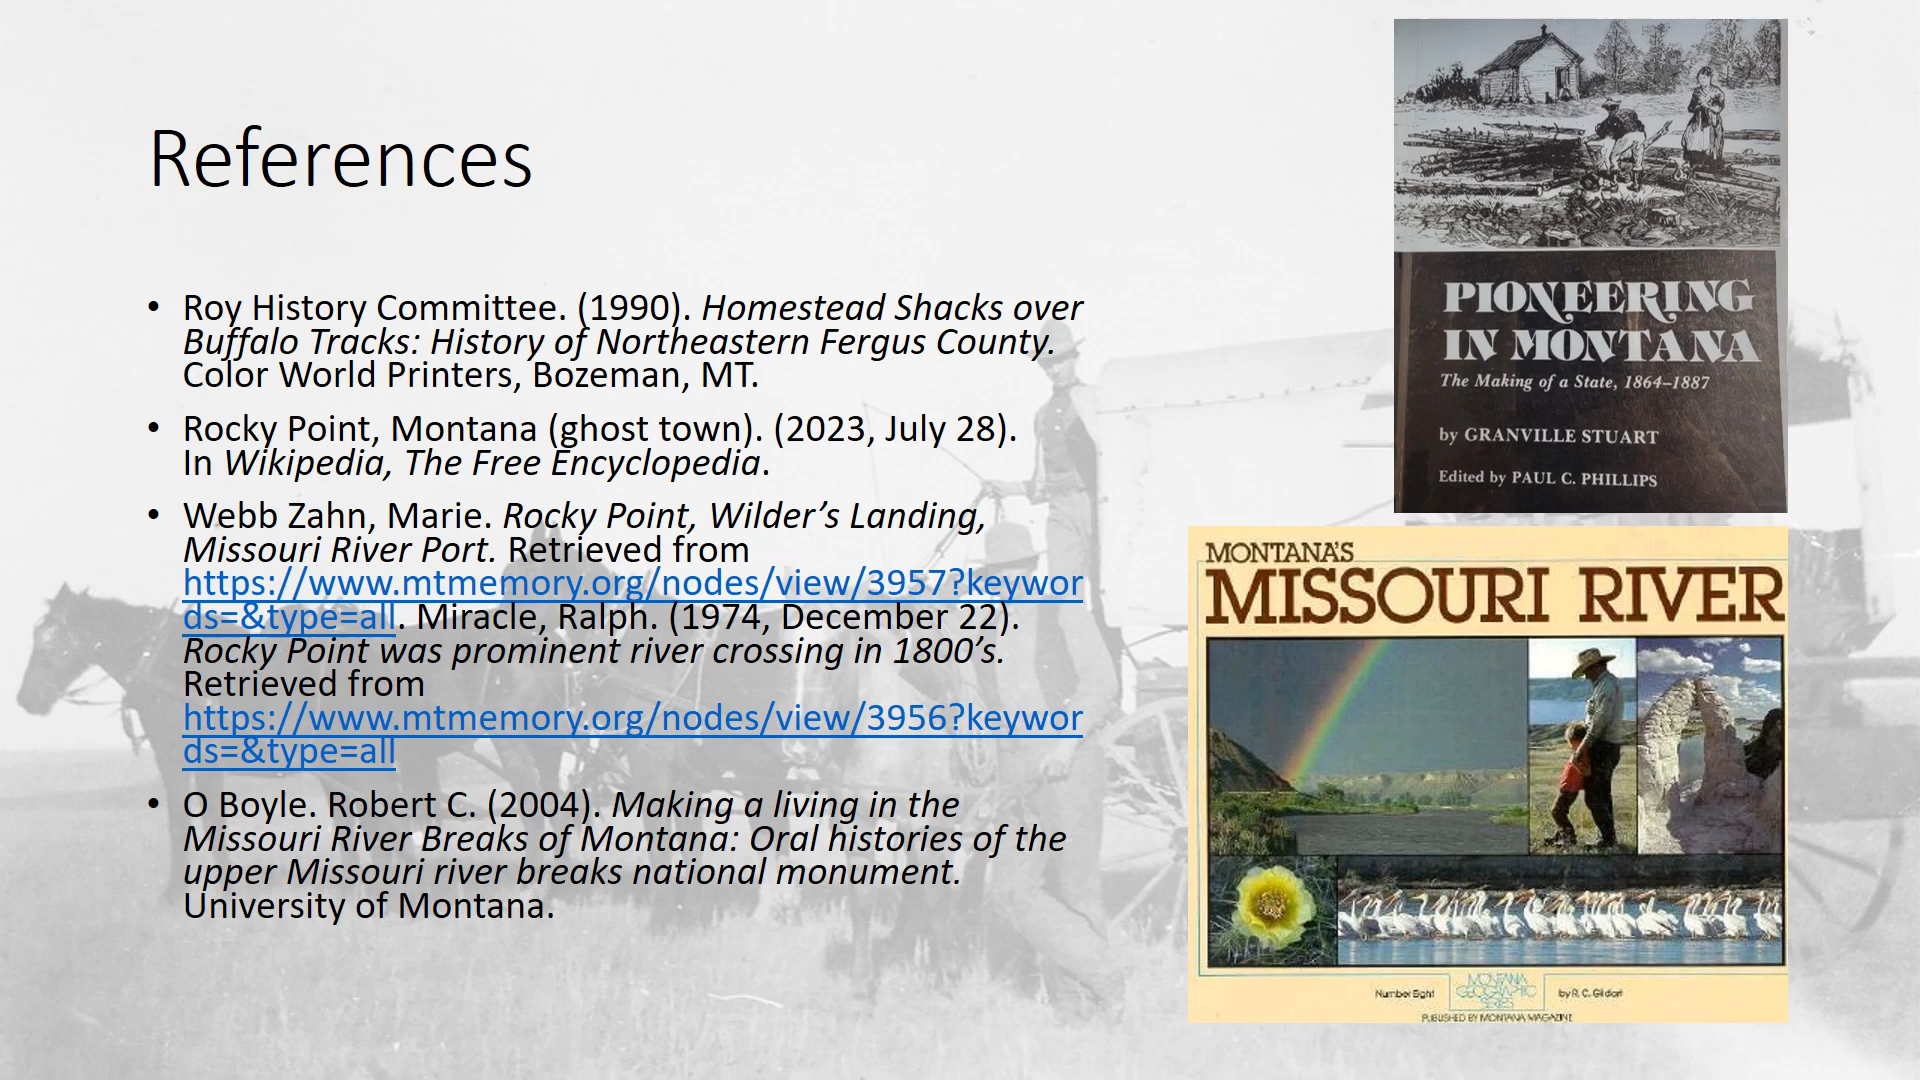 References
• Roy History Committee. (1990). Homestead Shacks over
Buffalo Tracks: History of Northeastern Fergus County.
Color World Printers, Bozeman, MT.
• Rocky Point, Montana (ghost town). (2023, July 28).
In Wikipedia, The Free Encyclopedia.
• Webb Zahn, Marie. Rocky Point, Wilder’s Landing,
Missouri River Port. Retrieved from
https://www.mtmemory.org/nodes/view/3957?keywor
ds=&type=all. Miracle, Ralph. (1974, December 22).
Rocky Point was prominent river crossing in 1800’s.
Retrieved from
https://www.mtmemory.org/nodes/view/3956?keywor
ds=&type=all
• O Boyle. Robert C. (2004). Making a living in the
Missouri River Breaks of Montana: Oral histories of the
upper Missouri river breaks national monument.
University of Montana.
PIONEERING
IN MONTANA
The Making of a State, 1864–1887
by GRANVILLE STUART
Edited by PAUL C. PHILLIPS
MONTANA'S
MISSOURI RIVER
Number Eight
MONTANA
GEOGRAPHIC
SERIES
by R. C. Gildart
PUBLISHED BY MONTANA MAGAZINE